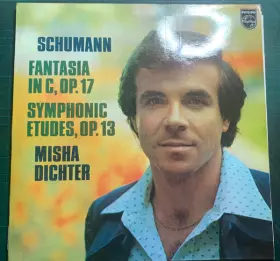 PHILIPS
SCHUMANN
FANTASIA
IN C, OP.17
SYMPHONIC
ETUDES, OP.13
MISHA
DICHTER